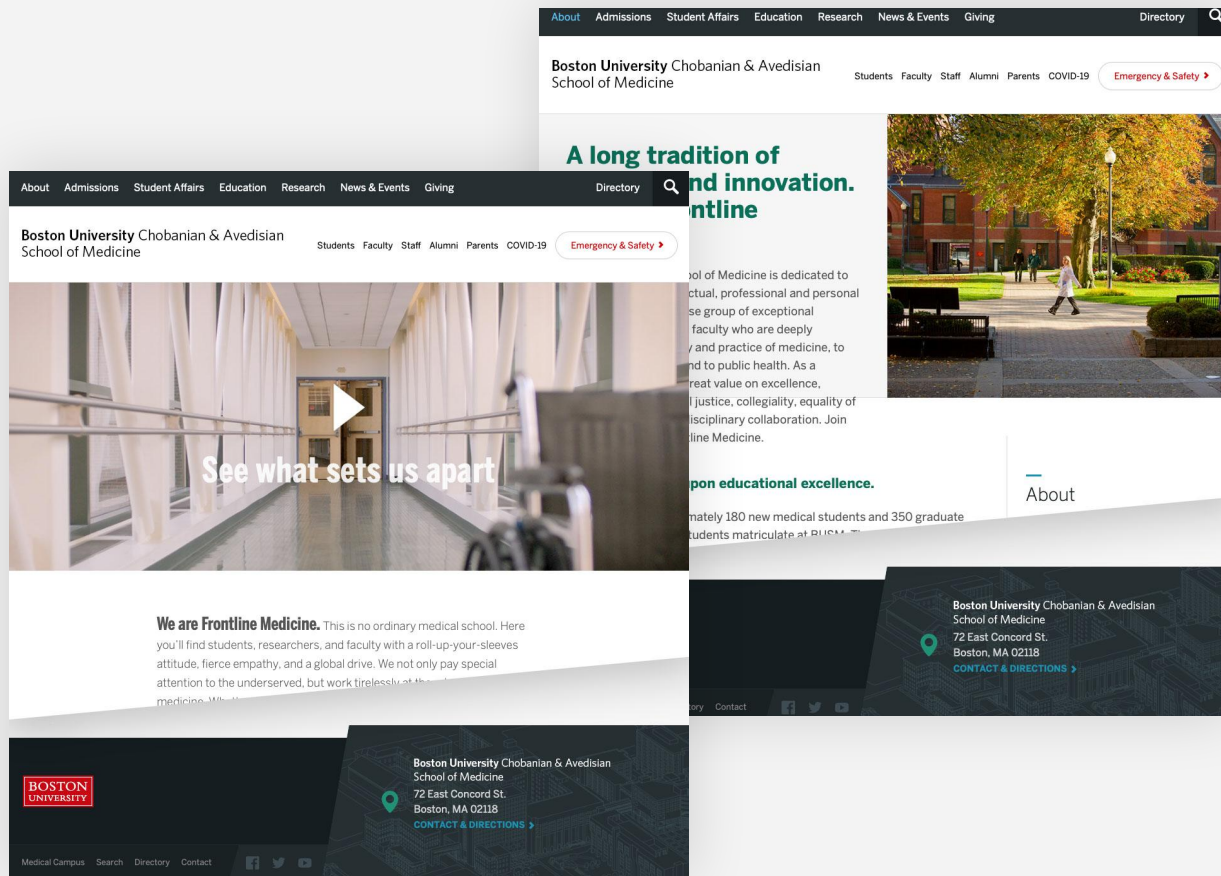 About Admissions Student Affairs Education Research News & Events Giving Directory
Boston University Chobanian & Avedisian
School of Medicine
Students Faculty Staff Alumni Parents COVID-19 Emergency & Safety
A long tradition of
nd innovation.
ntline
ool of Medicine is dedicated to
ctual, professional and personal
se group of exceptional
faculty who are deeply
y and practice of medicine, to
nd to public health. As a
reat value on excellence,
l justice, collegiality, equality of
isciplinary collaboration. Join
line Medicine.
upon educational excellence.
mately 180 new medical students and 350 graduate
tudents matriculate at BUSM.
About
Boston University Chobanian & Avedisian
School of Medicine
72 East Concord St.
Boston, MA 02118
CONTACT & DIRECTIONS
tory Contact
About Admissions Student Affairs Education Research News & Events Giving Directory
Boston University Chobanian & Avedisian
School of Medicine
Students Faculty Staff Alumni Parents COVID-19 Emergency & Safety
See what sets us apart
We are Frontline Medicine. This is no ordinary medical school. Here
you'll find students, researchers, and faculty with a roll-up-your-sleeves
attitude, fierce empathy, and a global drive. We not only pay special
attention to the underserved, but work tirelessly at
medicine.
BOSTON
UNIVERSITY
Boston University Chobanian & Avedisian
School of Medicine
72 East Concord St.
Boston, MA 02118
CONTACT & DIRECTIONS
Medical Campus Search Directory Contact